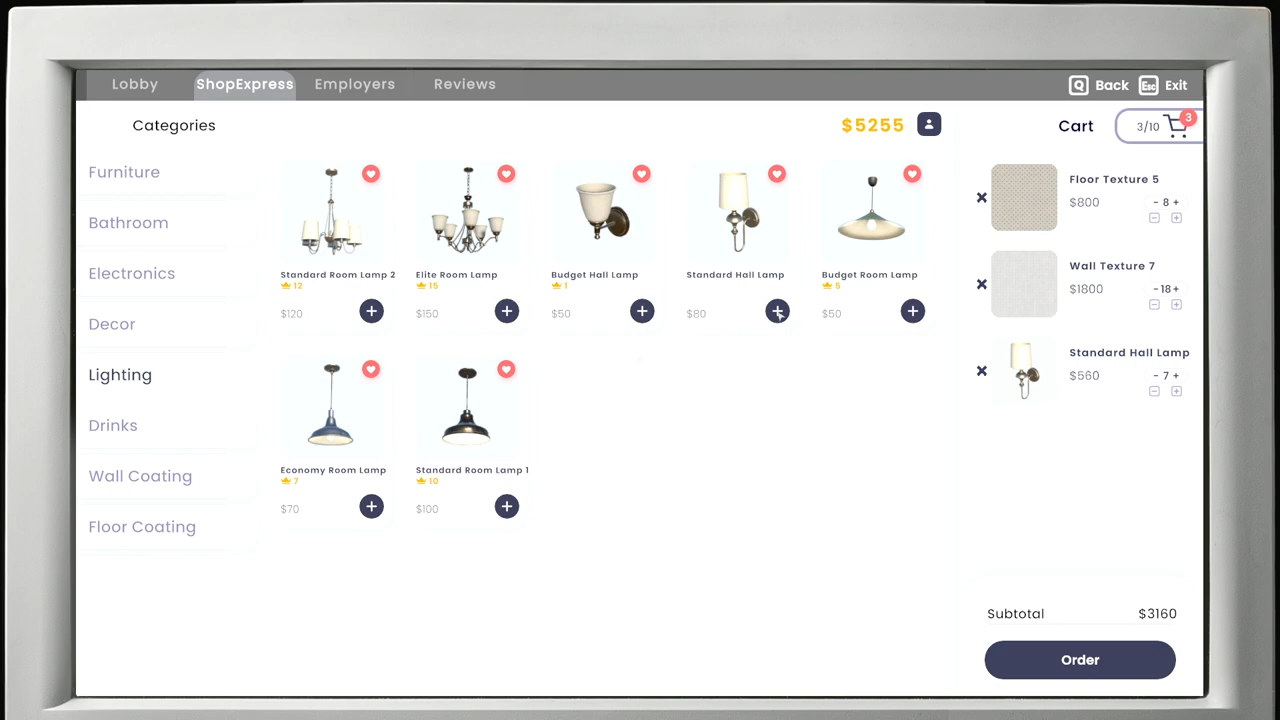 Lobby
ShopExpress
Employers
Reviews
Q Back
Esc Exit
Categories
$5255
Cart
3/10
3
Furniture
Bathroom
Electronics
Decor
Lighting
Drinks
Wall Coating
Floor Coating
Standard Room Lamp 2
12
$120
Elite Room Lamp
15
$150
Budget Hall Lamp
1
$50
Standard Hall Lamp
$80
Budget Room Lamp
5
$50
Economy Room Lamp
7
$70
Standard Room Lamp 1
10
$100
Floor Texture 5
$800
- 8 +
Wall Texture 7
$1800
- 18 +
Standard Hall Lamp
$560
- 7 +
Subtotal
$3160
Order